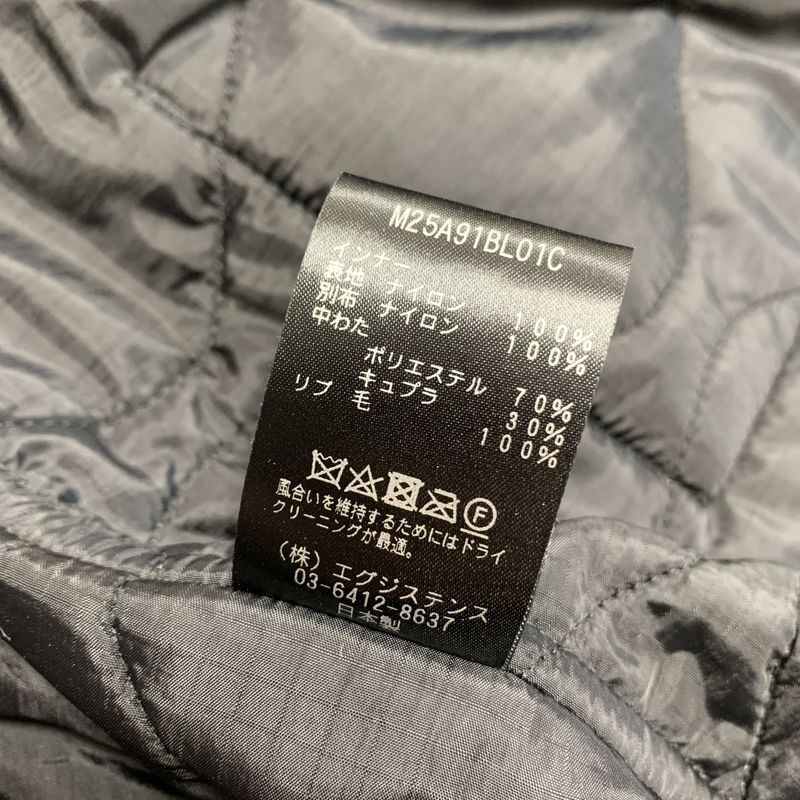 M25A91BL01C
インナー
表地 ナイロン 100%
別布 ナイロン 100%
中わた
ポリエステル 70%
キュプラ 30%
リブ 毛 100%
F
風合いを維持するためにはドライ
クリーニングが最適。
(株)エグジステンス
03-6412-8637
日本製